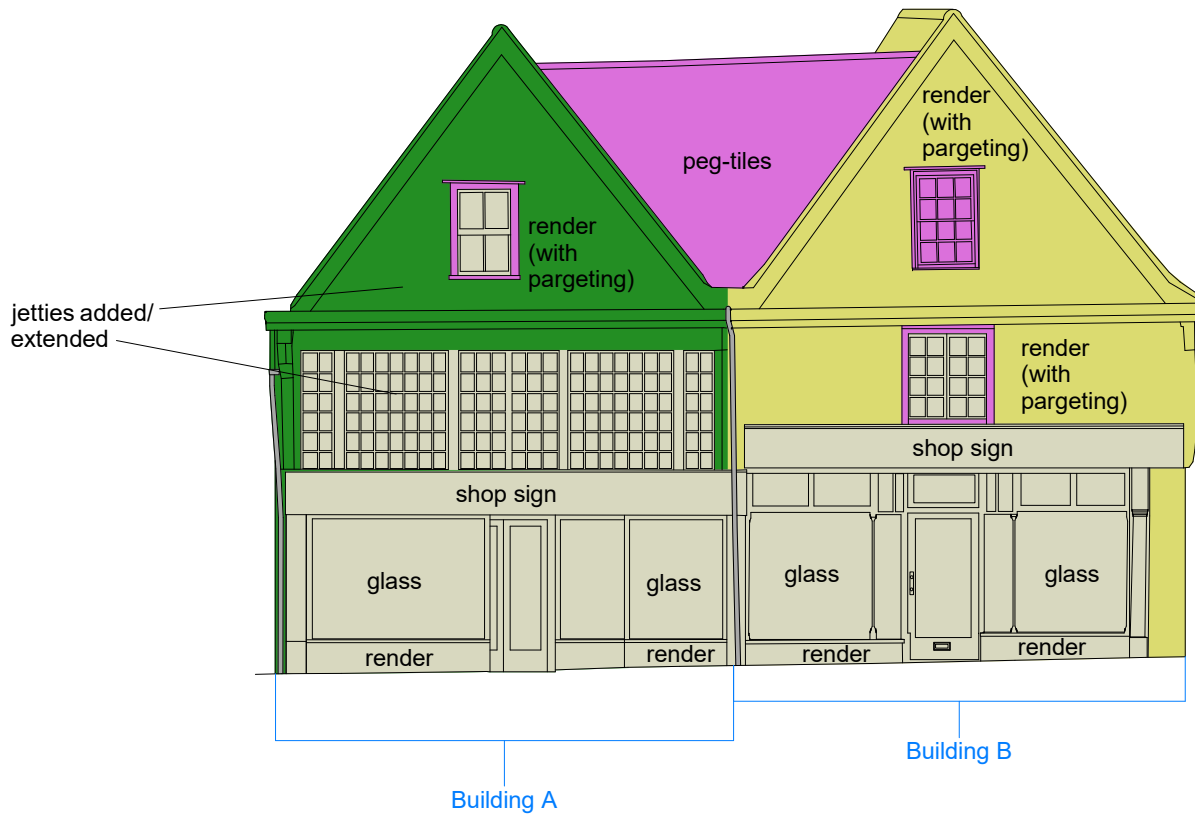 render
(with
pargeting)
peg-tiles
render
(with
pargeting)
jetties added/
extended
render
(with
pargeting)
shop sign
shop sign
glass
glass
glass
glass
render
render
render
render
Building B
Building A